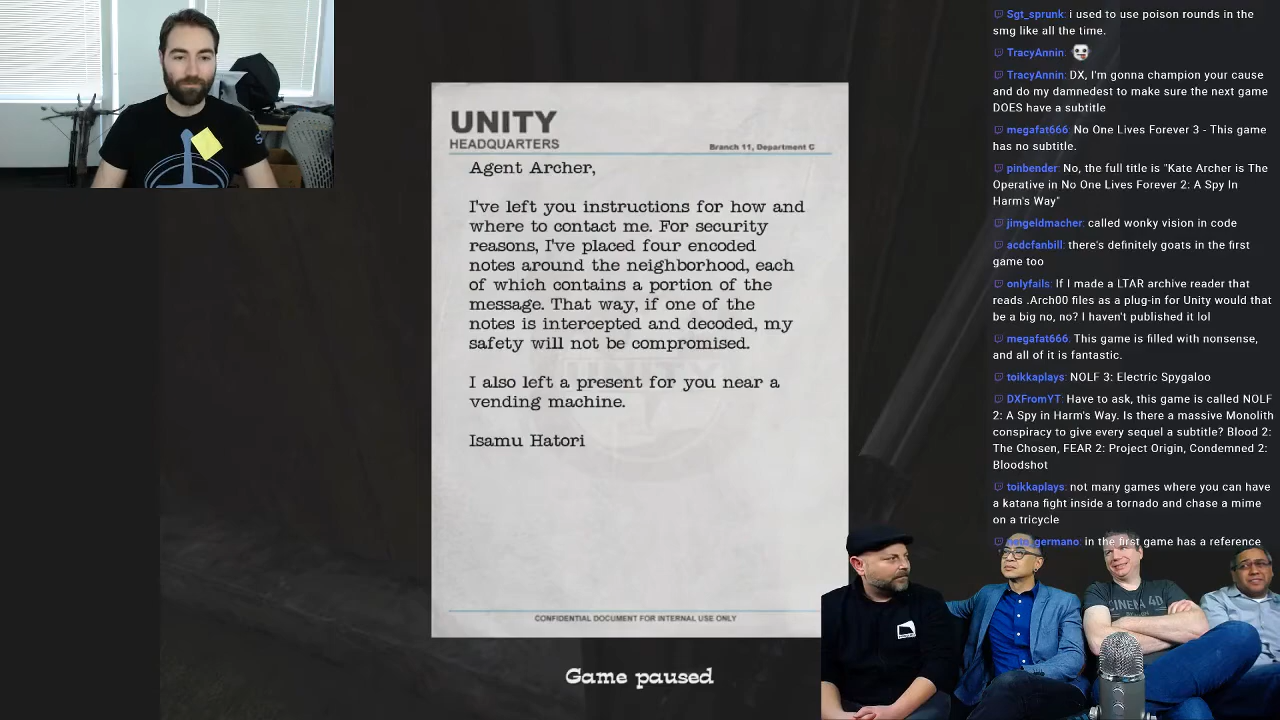 UNITY
HEADQUARTERS
Branch 11, Department C
Agent Archer,
I've left you instructions for how and
where to contact me. For security
reasons, I've placed four encoded
notes around the neighborhood, each
of which contains a portion of the
message. That way, if one of the
notes is intercepted and decoded, my
safety will not be compromised.
I also left a present for you near a
vending machine.
Isamu Hatori
CONFIDENTIAL DOCUMENT FOR INTERNAL USE ONLY
Game paused
Sgt_sprunk: i used to use poison rounds in the
smg like all the time.
TracyAnnin:
TracyAnnin: DX, I'm gonna champion your cause
and do my damnedest to make sure the next game
DOES have a subtitle
megafat666: No One Lives Forever 3 - This game
has no subtitle.
pinbender: No, the full title is "Kate Archer is The
Operative in No One Lives Forever 2: A Spy In
Harm's Way"
jimgeldmacher: called wonky vision in code
acdcfanbill: there's definitely goats in the first
game too
onlyfails: If I made a LTAR archive reader that
reads .Arch00 files as a plug-in for Unity would that
be a big no, no? I haven't published it lol
megafat666: This game is filled with nonsense,
and all of it is fantastic.
toikkaplays: NOLF 3: Electric Spygaloo
DXFromYT: Have to ask, this game is called NOLF
2: A Spy in Harm's Way. Is there a massive Monolith
conspiracy to give every sequel a subtitle? Blood 2:
The Chosen, FEAR 2: Project Origin, Condemned 2:
Bloodshot
toikkaplays: not many games where you can have
a katana fight inside a tornado and chase a mime
on a tricycle
germano: in the first game has a reference
CINEMA 4D